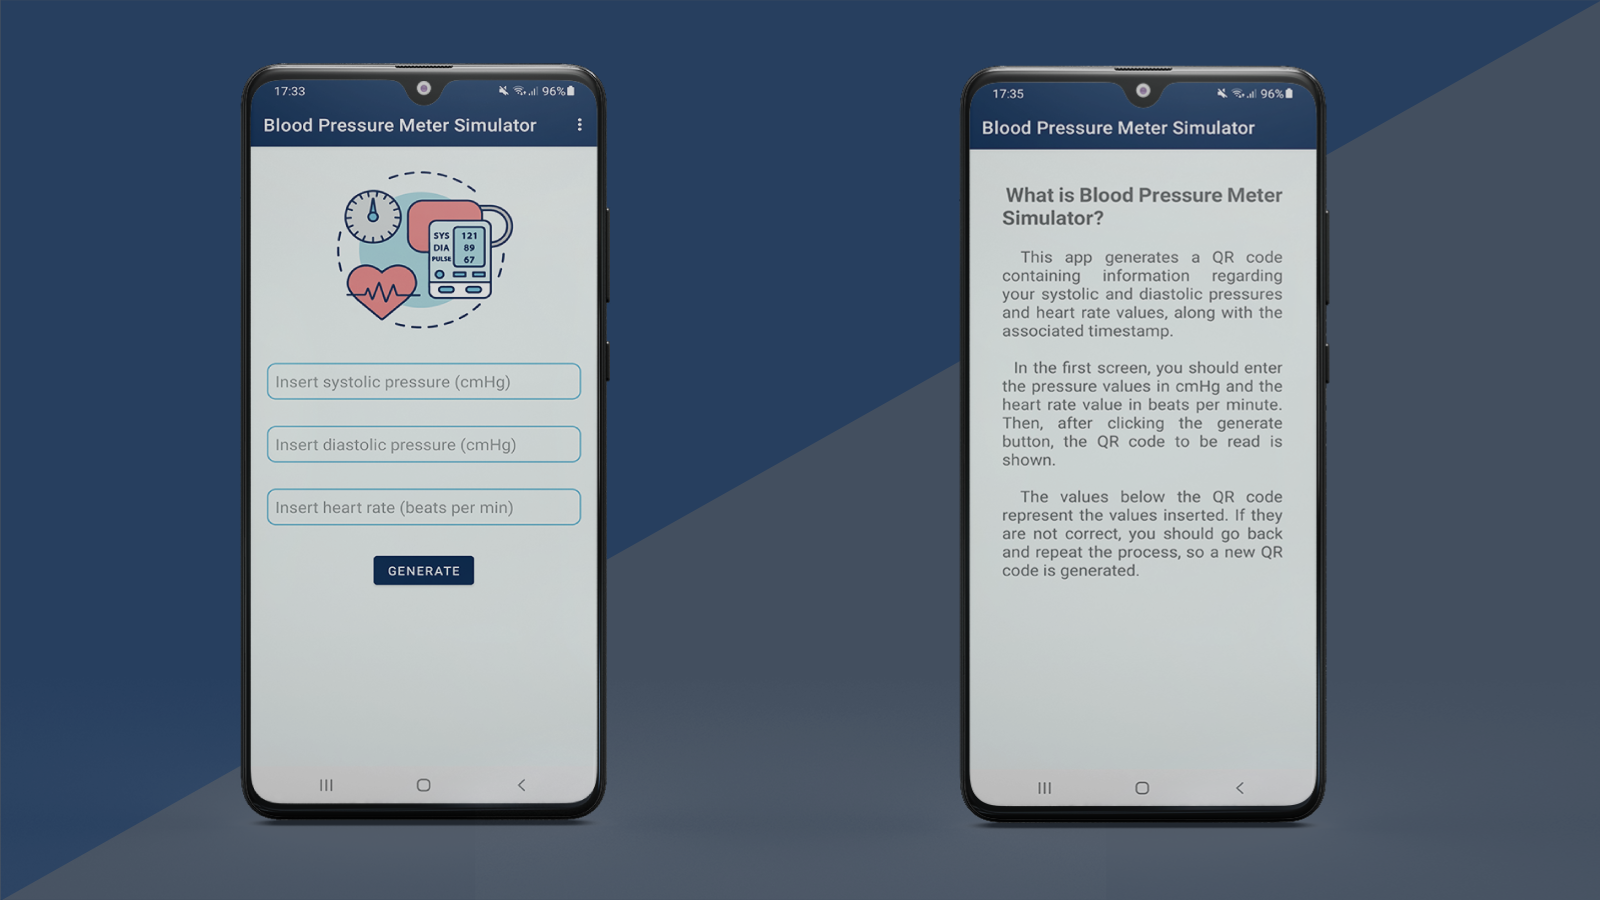 17:33
96%
Blood Pressure Meter Simulator
SYS 121
DIA 89
PULSE 67
Insert systolic pressure (cmHg)
Insert diastolic pressure (cmHg)
Insert heart rate (beats per min)
GENERATE
17:35
96%
Blood Pressure Meter Simulator
What is Blood Pressure Meter
Simulator?
This app generates a QR code
containing information regarding
your systolic and diastolic pressures
and heart rate values, along with the
associated timestamp.
In the first screen, you should enter
the pressure values in cmHg and the
heart rate value in beats per minute.
Then, after clicking the generate
button, the QR code to be read is
shown.
The values below the QR code
represent the values inserted. If they
are not correct, you should go back
and repeat the process, so a new QR
code is generated.